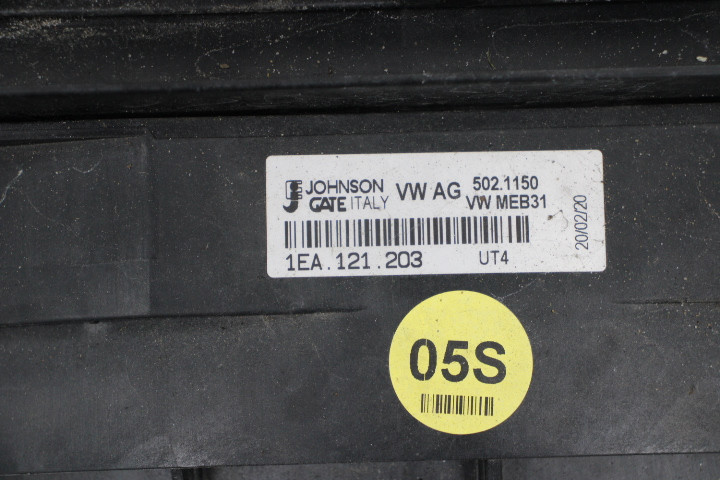 JOHNSON VW AG 502.1150
GATE ITALY VW MEB31
1EA.121.203 UT4
20/02/20
05S